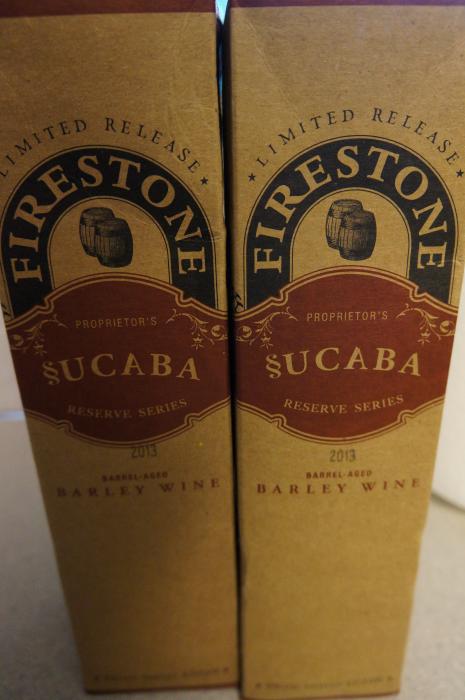 LIMITED RELEASE
FIRESTONE
PROPRIETOR'S
§UCABA
RESERVE SERIES
2013
BARREL-AGED
BARLEY WINE
LIMITED RELEASE
FIRESTONE
PROPRIETOR'S
§UCABA
RESERVE SERIES
2013
BARREL-AGED
BARLEY WINE